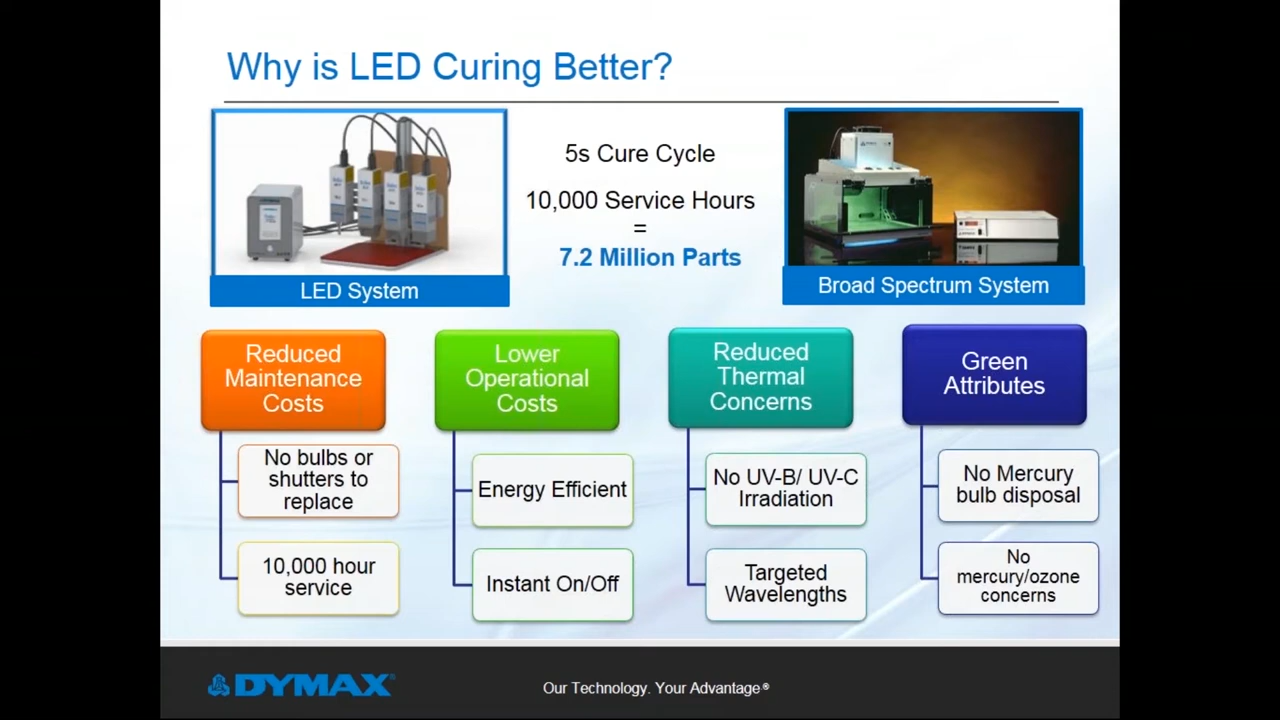 Why is LED Curing Better?
5s Cure Cycle
10,000 Service Hours
=
7.2 Million Parts
LED System
Broad Spectrum System
Reduced
Maintenance
Costs
No bulbs or
shutters to
replace
10,000 hour
service
Lower
Operational
Costs
Energy Efficient
Instant On/Off
Reduced
Thermal
Concerns
No UV-B/ UV-C
Irradiation
Targeted
Wavelengths
Green
Attributes
No Mercury
bulb disposal
No
mercury/ozone
concerns
DYMAX®
Our Technology. Your Advantage®